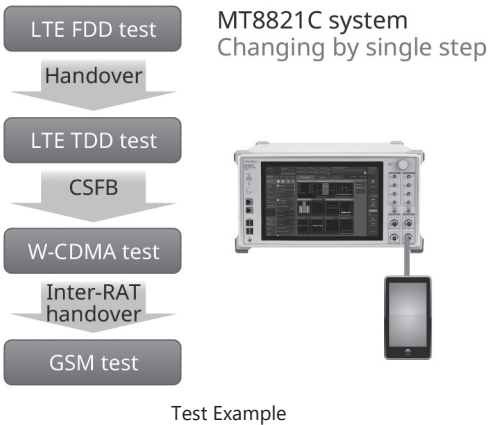 LTE FDD test
MT8821C system
Changing by single step
Handover
LTE TDD test
CSFB
W-CDMA test
Inter-RAT
handover
GSM test
Test Example